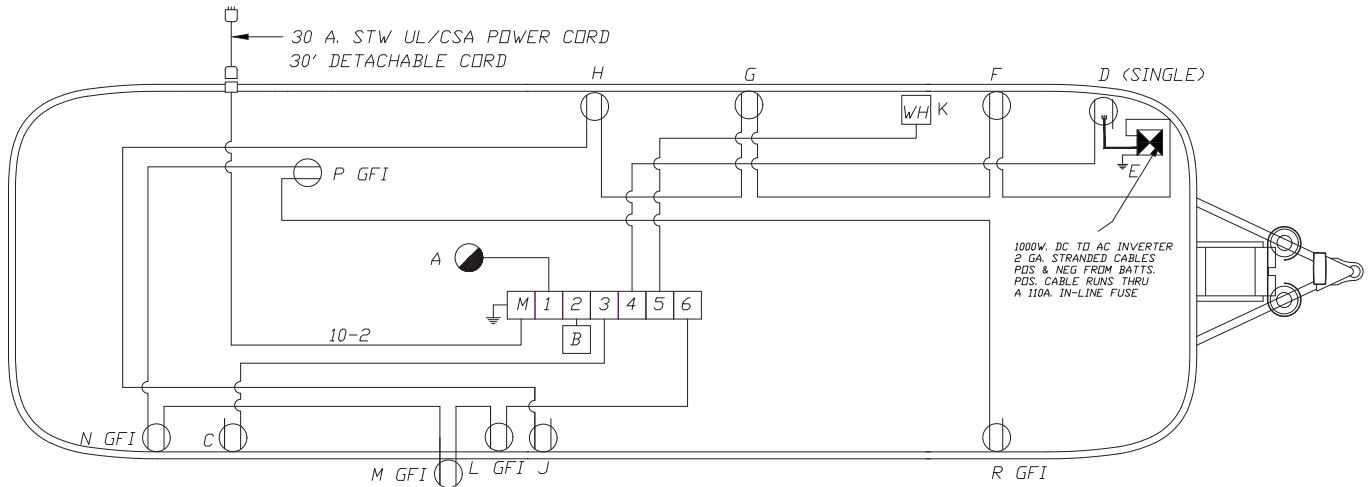 30 A. STW UL/CSA POWER CORD
30' DETACHABLE CORD
H
G
F
D (SINGLE)
WH K
P GFI
E
1000W. DC TO AC INVERTER
2 GA. STRANDED CABLES
POS & NEG FROM BATTS.
POS. CABLE RUNS THRU
A 110A. IN-LINE FUSE
A
M 1 2 3 4 5 6
B
10-2
N GFI
C
M GFI
L GFI
J
R GFI